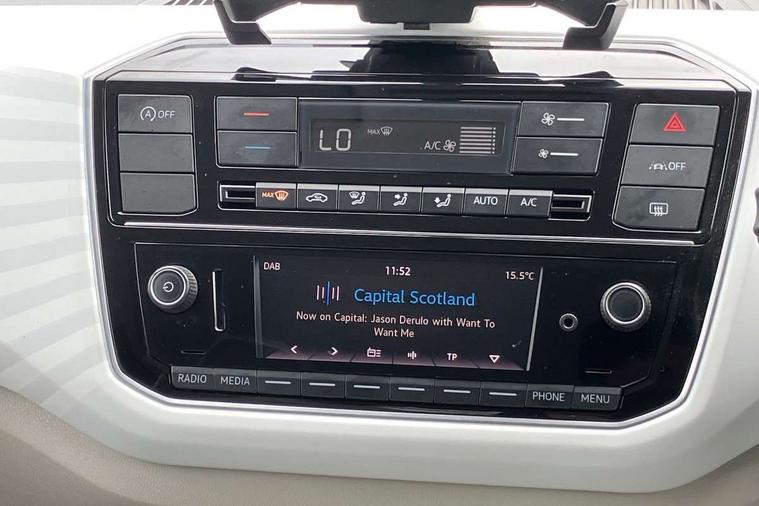 A OFF
LO
MAX
A/C
OFF
MAX
AUTO
A/C
DAB
11:52
15.5°C
Capital Scotland
Now on Capital: Jason Derulo with Want To
Want Me
TP
RADIO
MEDIA
PHONE
MENU